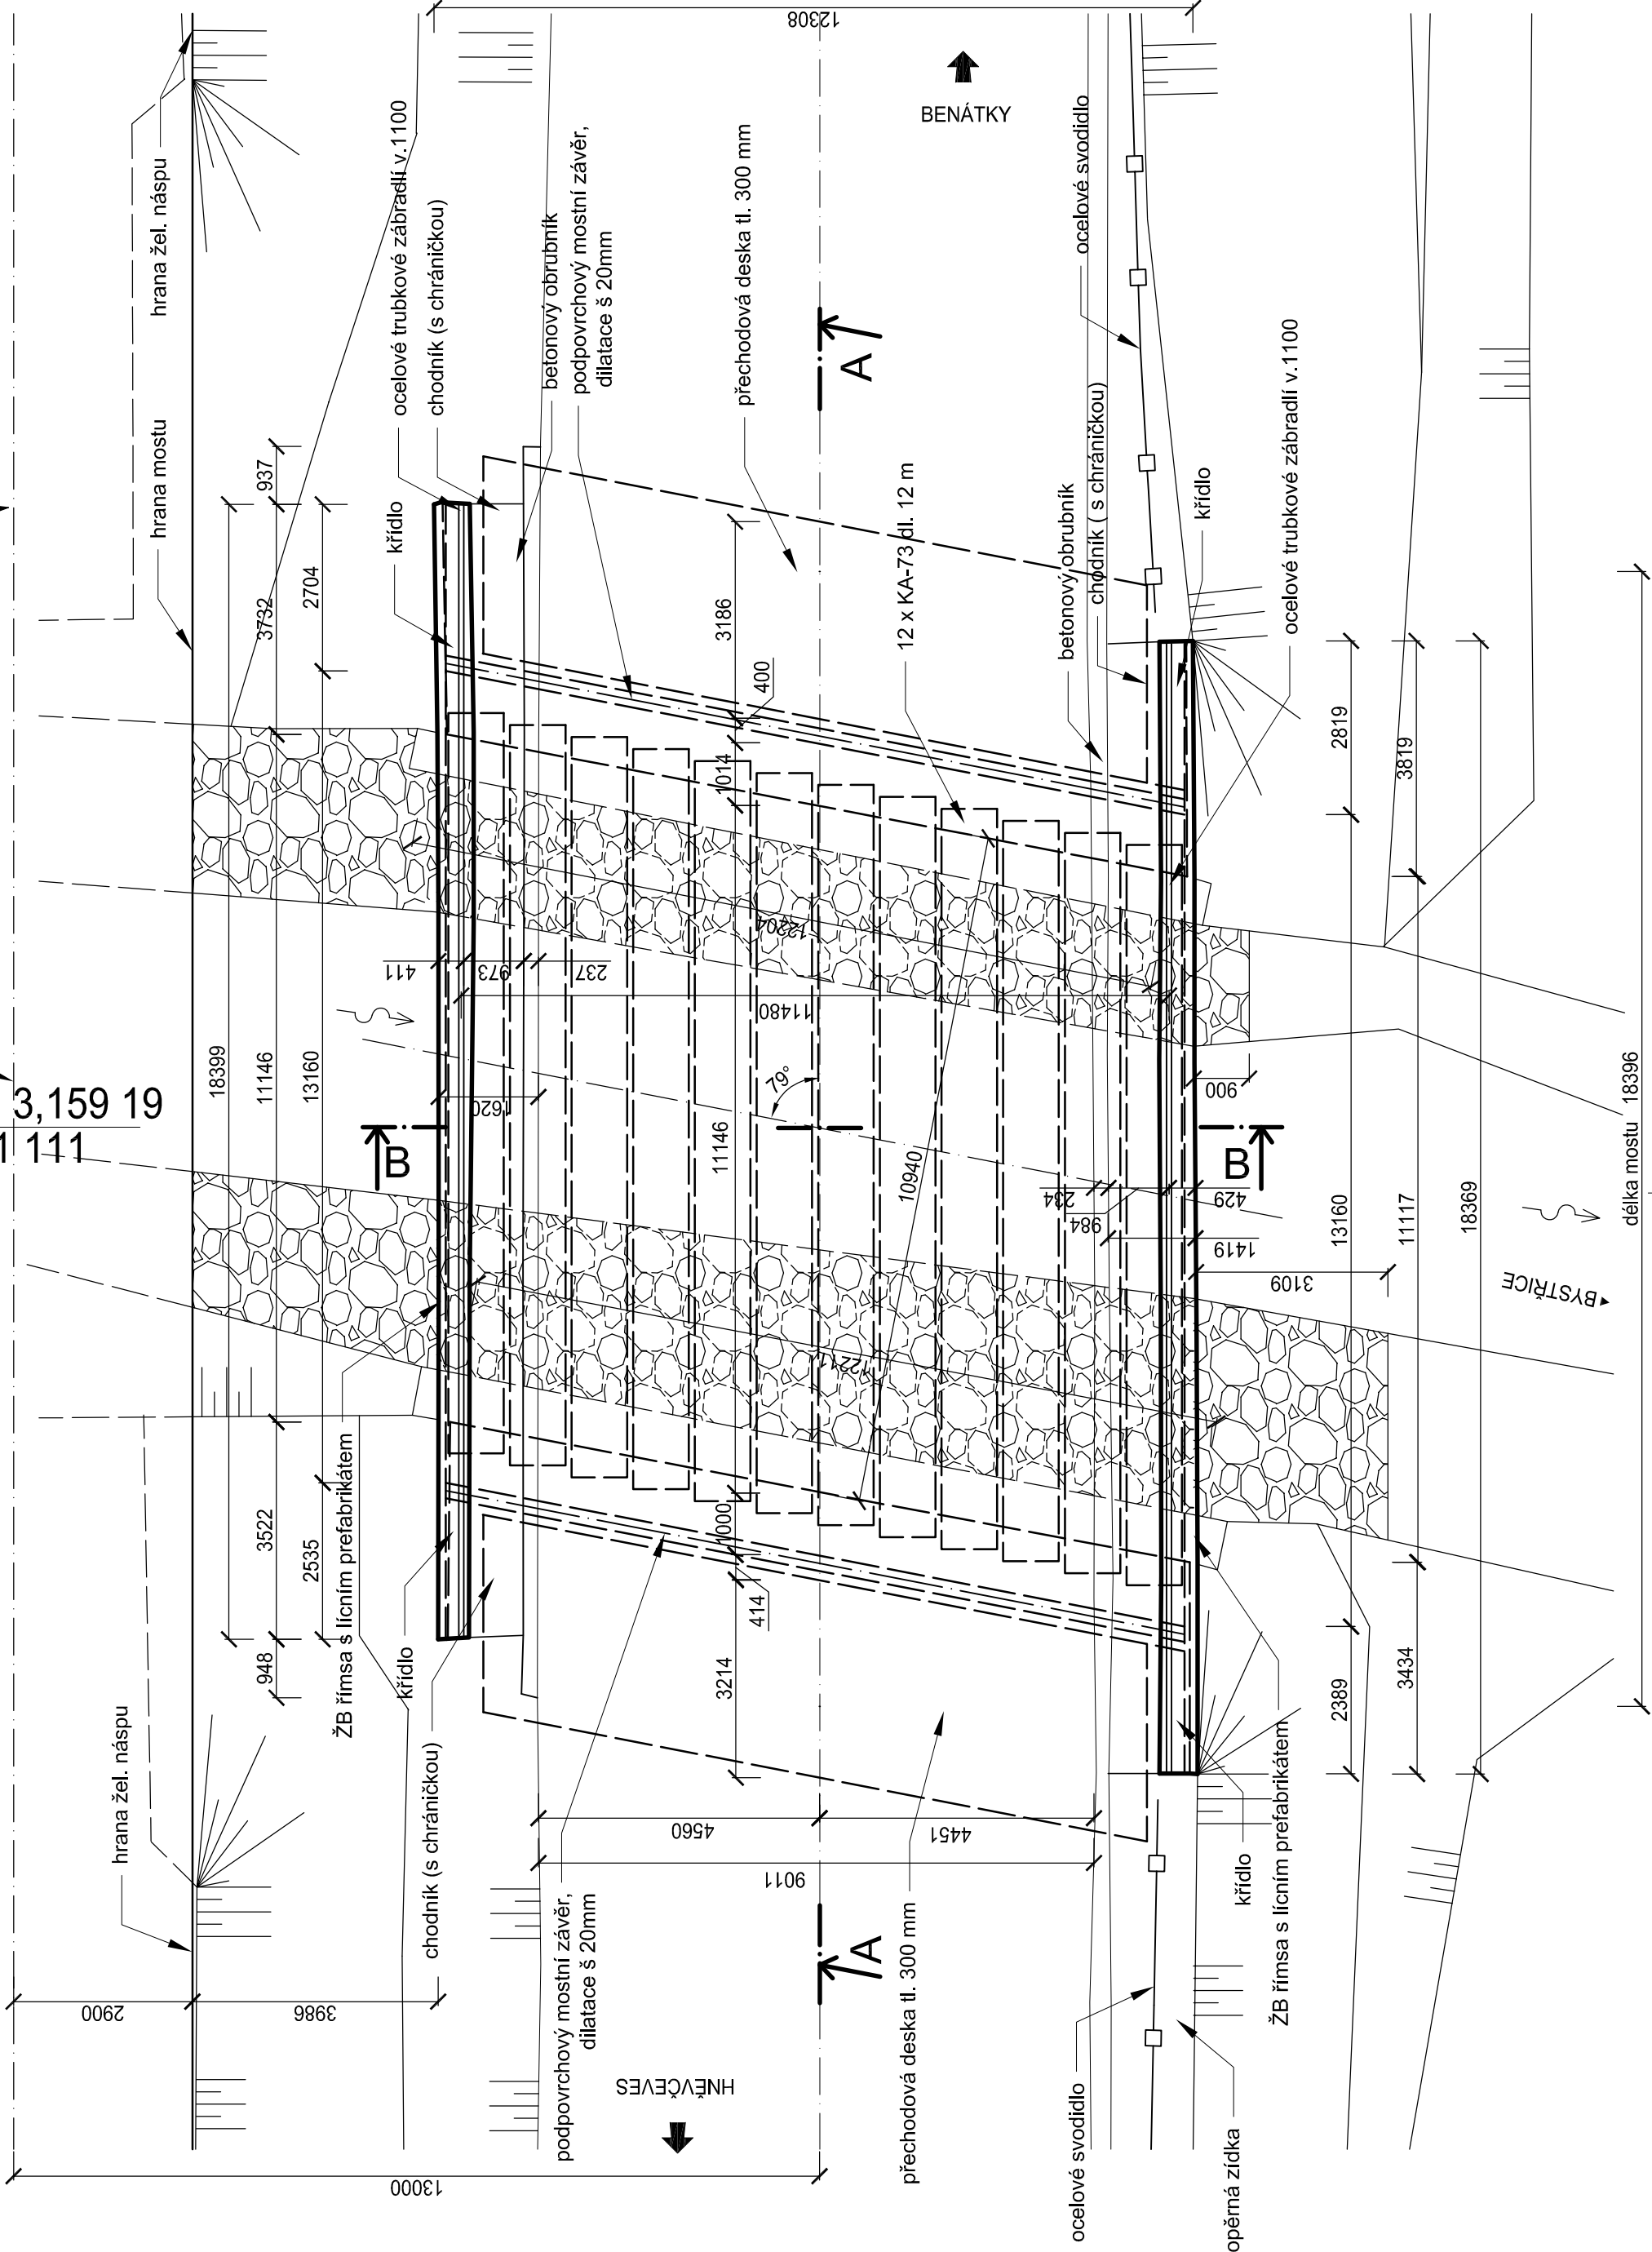 hrana žel. náspu
hrana mostu
hrana žel. náspu
3,159 19
1 111
2900
3986
13000
937
3732
2704
18399
11146
13160
3522
2535
948
ocelové trubkové zábradlí v.1100
chodník (s chráničkou)
křídlo
betonový obrubník
podpovrchový mostní závěr,
dilatace š 20mm
přechodová deska tl. 300 mm
12308
BENÁTKY
A
3186
400
1014
12 x KA-73 dl. 12 m
12204
411
973
237
11480
1620
79°
11146
10940
B
B
12211
1000
414
3214
ŽB římsa s lícním prefabrikátem
křídlo
chodník (s chráničkou)
podpovrchový mostní závěr,
dilatace š 20mm
přechodová deska tl. 300 mm
4560
4451
9011
HNĚVČEVES
A
ocelové svodidlo
betonový obrubník
chodník ( s chráničkou)
křídlo
ocelové trubkové zábradlí v.1100
2819
3819
900
234
984
429
1419
3109
13160
11117
18369
délka mostu 18396
BYSTŘICE
2389
3434
křídlo
ŽB římsa s lícním prefabrikátem
ocelové svodidlo
opěrná zídka